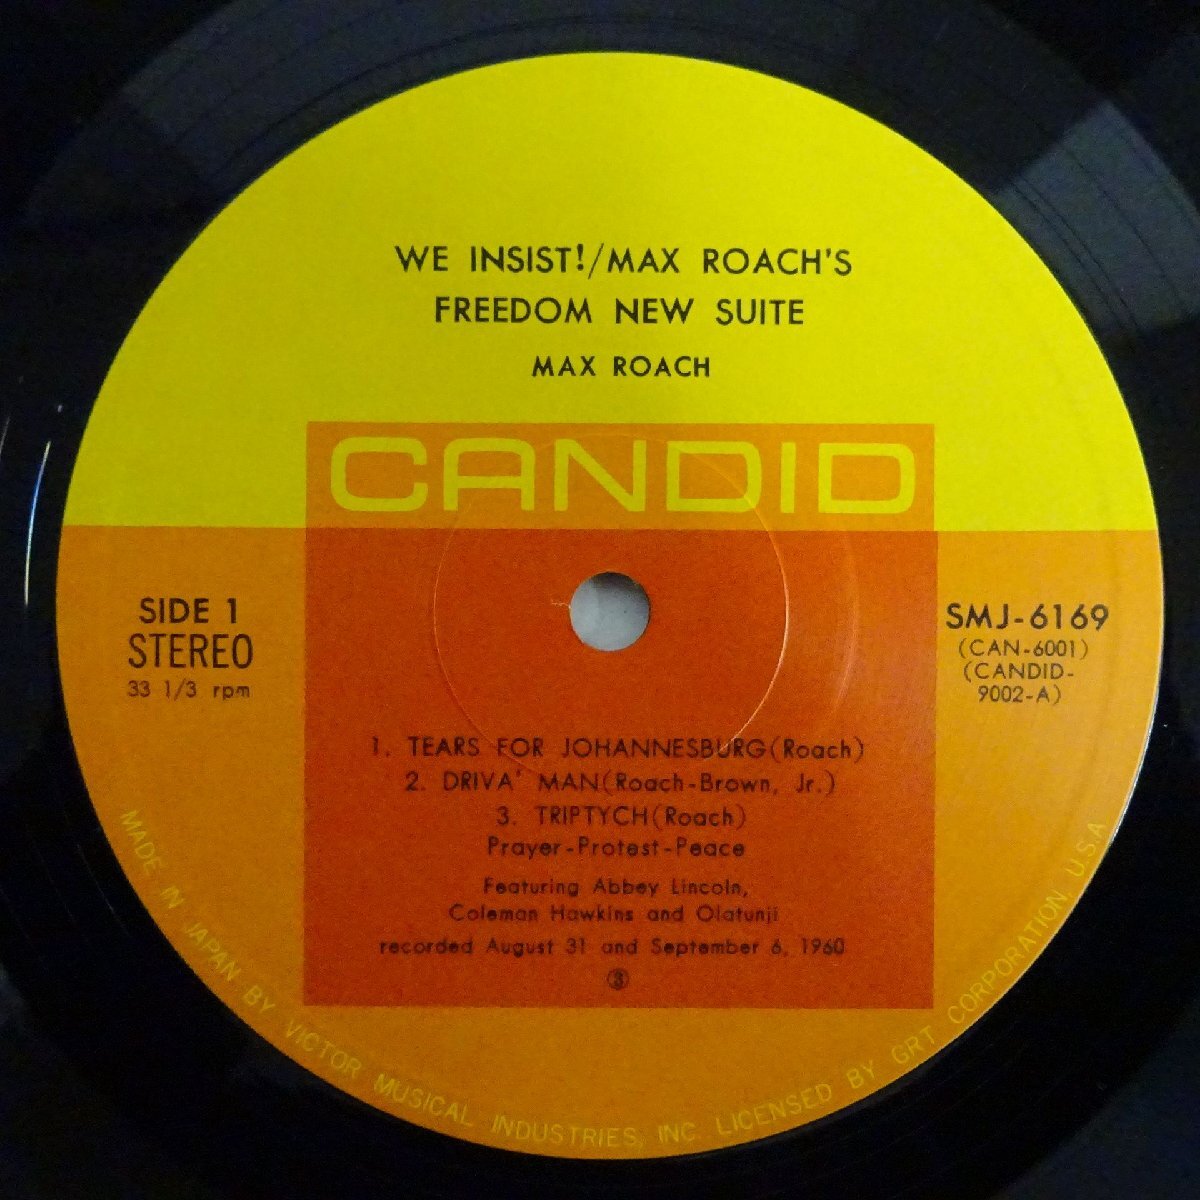 WE INSIST!/MAX ROACH'S
FREEDOM NEW SUITE
MAX ROACH
CANDID
SIDE 1
STEREO
33 1/3 rpm
SMJ-6169
(CAN-6001)
(CANDID-
9002-A)
1. TEARS FOR JOHANNESBURG(Roach)
2. DRIVA' MAN(Roach-Brown, Jr.)
3. TRIPTYCH(Roach)
Prayer-Protest-Peace
Featuring Abbey Lincoln,
Coleman Hawkins and Olatunji
recorded August 31 and September 6, 1960
③
MADE IN JAPAN BY VICTOR MUSICAL INDUSTRIES, INC. LICENSED BY GRT CORPORATION, U.S.A